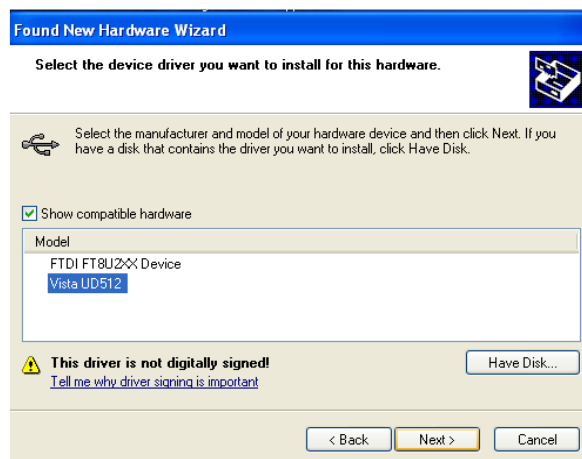 Found New Hardware Wizard
Select the device driver you want to install for this hardware.
Select the manufacturer and model of your hardware device and then click Next. If you
have a disk that contains the driver you want to install, click Have Disk.
Show compatible hardware
Model
FTDI FT8U2XX Device
Vista UD512
This driver is not digitally signed!
Have Disk...
Tell me why driver signing is important
< Back
Next >
Cancel